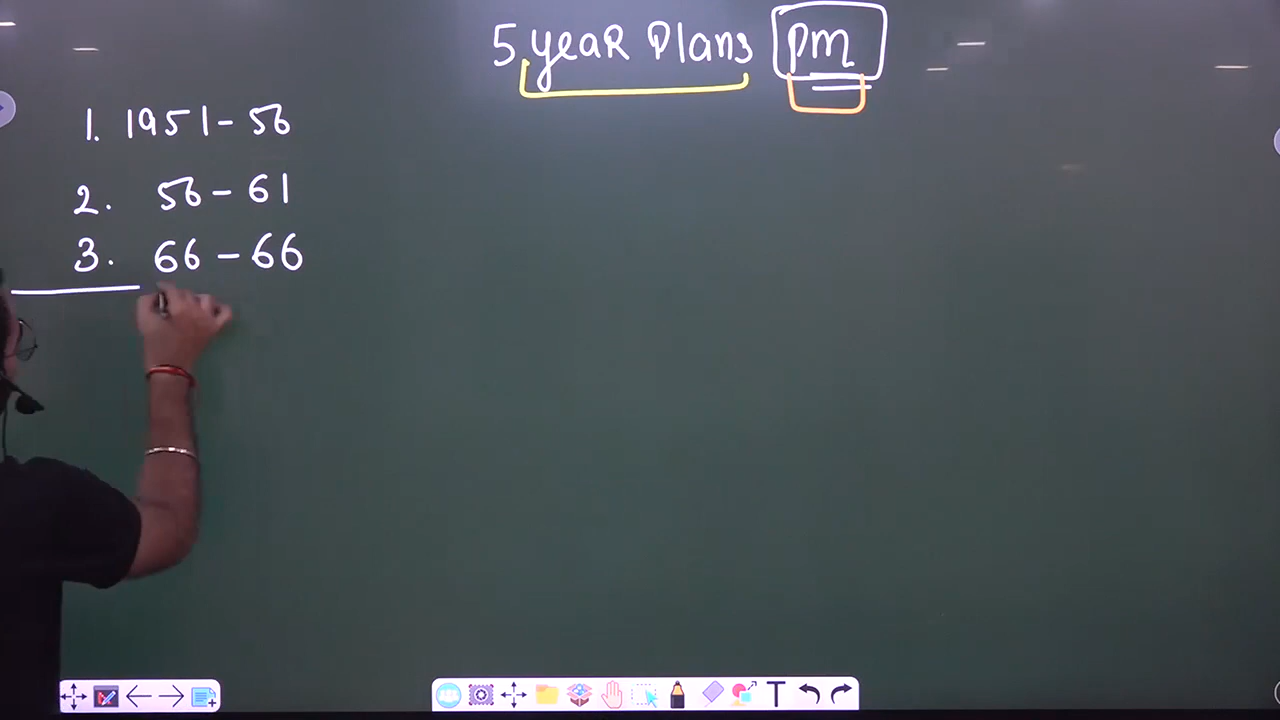 5 year Plans pm
1. 1951 - 56
2. 56 - 61
3. 66 - 66
T